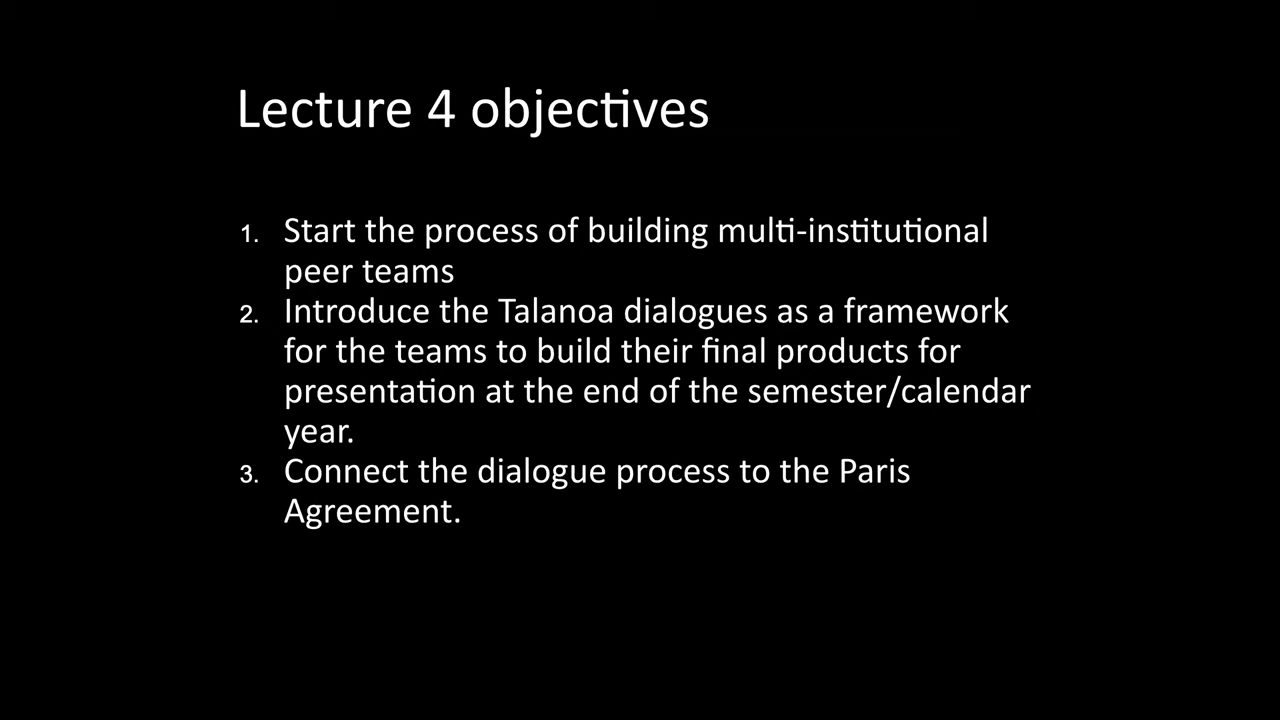 Lecture 4 objectives
1. Start the process of building multi-institutional
peer teams
2. Introduce the Talanoa dialogues as a framework
for the teams to build their final products for
presentation at the end of the semester/calendar
year.
3. Connect the dialogue process to the Paris
Agreement.